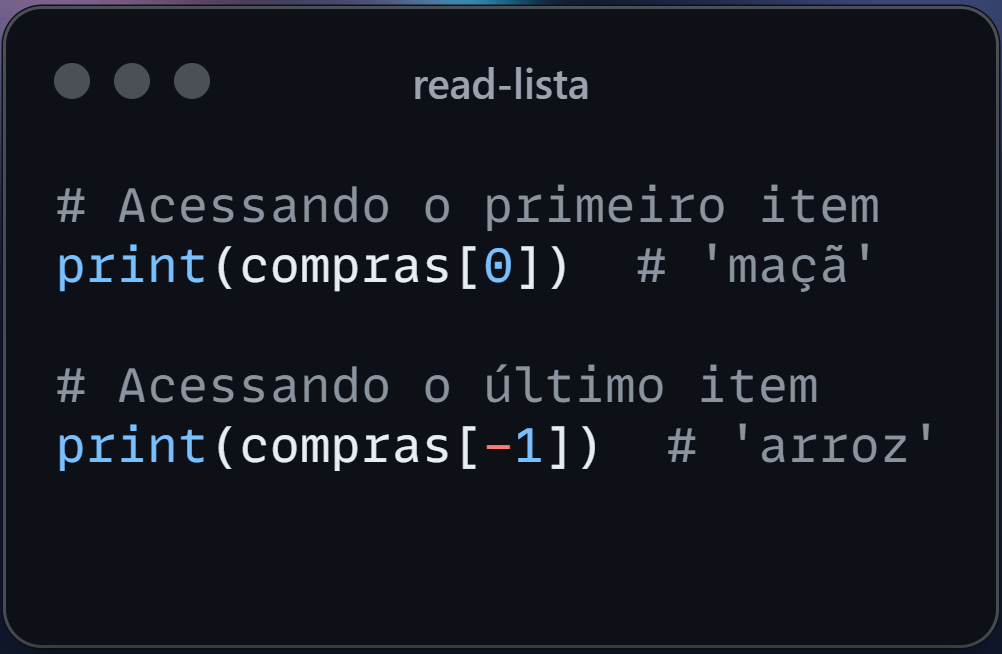 read-lista
# Acessando o primeiro item
print(compras[0])  # 'maçã'
# Acessando o último item
print(compras[-1])  # 'arroz'